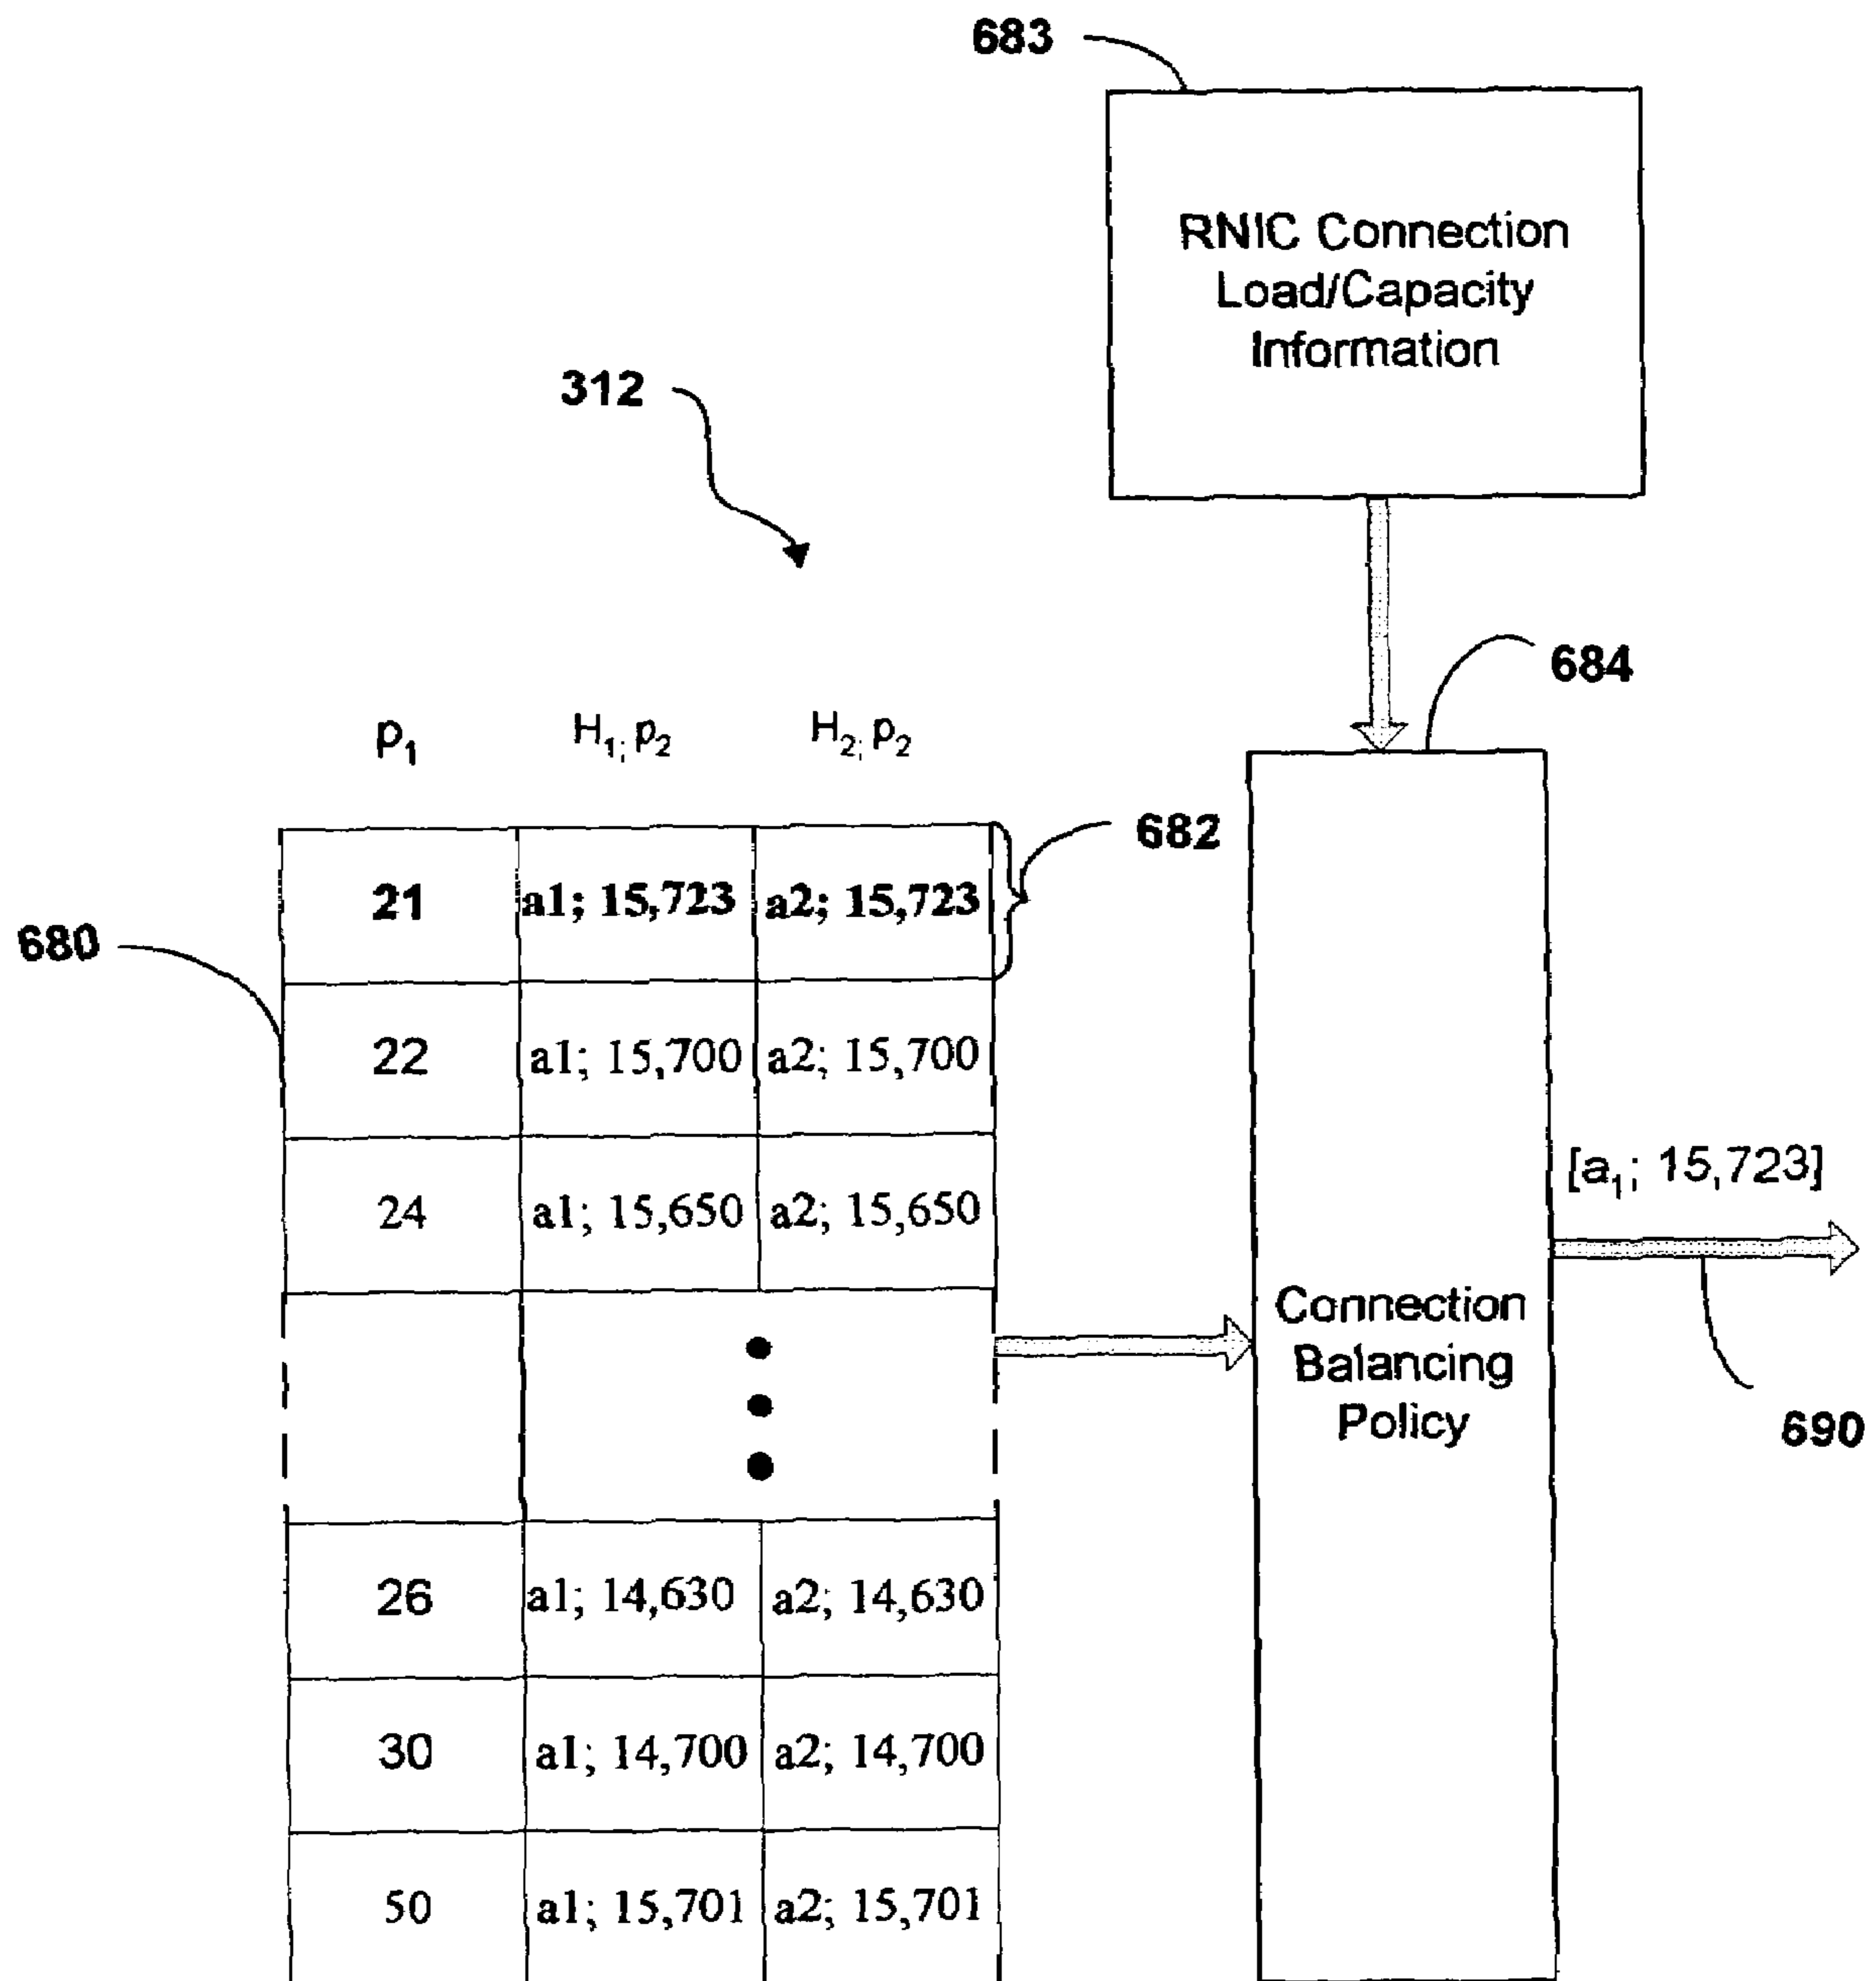 683
RNIC Connection
Load/Capacity
Information
312
684
p₁ H₁; p₂ H₂; p₂
682
21 a1; 15,723 a2; 15,723
680
22 a1; 15,700 a2; 15,700
24 a1; 15,650 a2; 15,650
[a₁; 15,723]
Connection
Balancing
Policy
690
26 a1; 14,630 a2; 14,630
30 a1; 14,700 a2; 14,700
50 a1; 15,701 a2; 15,701